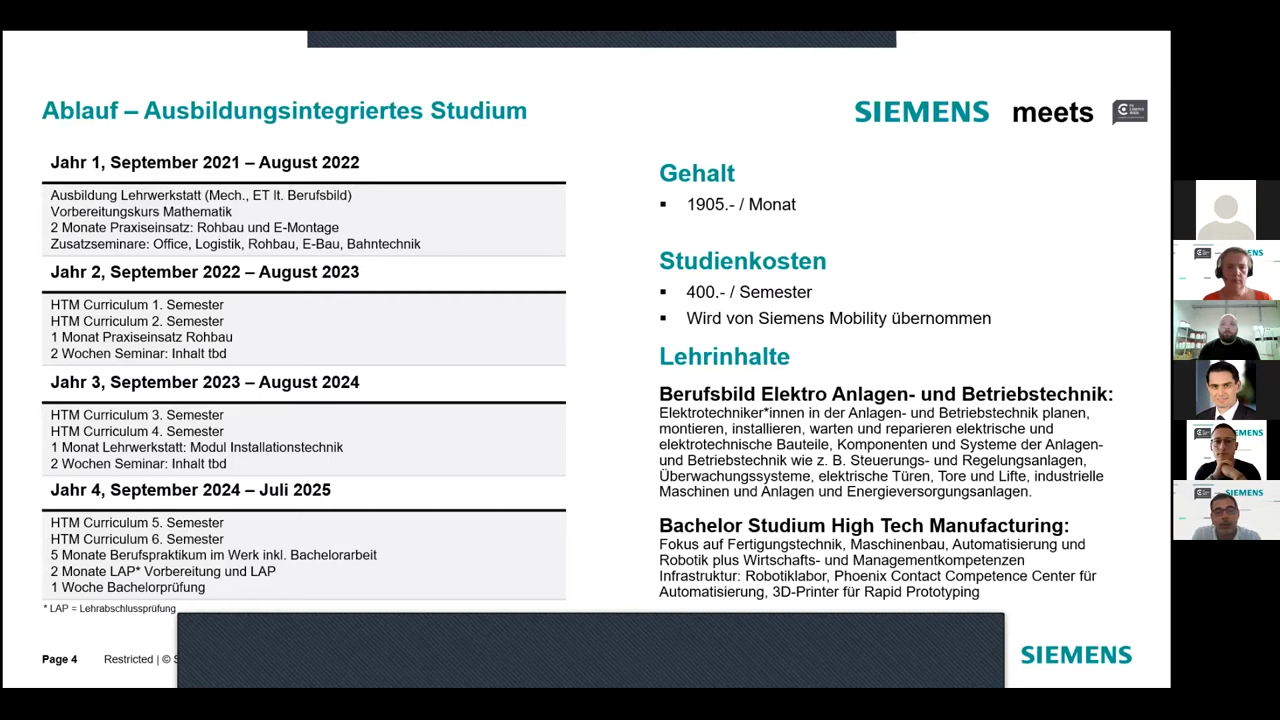 Ablauf – Ausbildungsintegriertes Studium
SIEMENS meets
Jahr 1, September 2021 – August 2022
Ausbildung Lehrwerkstatt (Mech., ET lt. Berufsbild)
Vorbereitungskurs Mathematik
2 Monate Praxiseinsatz: Rohbau und E-Montage
Zusatzseminare: Office, Logistik, Rohbau, E-Bau, Bahntechnik
Jahr 2, September 2022 – August 2023
HTM Curriculum 1. Semester
HTM Curriculum 2. Semester
1 Monat Praxiseinsatz Rohbau
2 Wochen Seminar: Inhalt tbd
Jahr 3, September 2023 – August 2024
HTM Curriculum 3. Semester
HTM Curriculum 4. Semester
1 Monat Lehrwerkstatt: Modul Installationstechnik
2 Wochen Seminar: Inhalt tbd
Jahr 4, September 2024 – Juli 2025
HTM Curriculum 5. Semester
HTM Curriculum 6. Semester
5 Monate Berufspraktikum im Werk inkl. Bachelorarbeit
2 Monate LAP* Vorbereitung und LAP
1 Woche Bachelorprüfung
* LAP = Lehrabschlussprüfung
Gehalt
▪ 1905.- / Monat
Studienkosten
▪ 400.- / Semester
▪ Wird von Siemens Mobility übernommen
Lehrinhalte
Berufsbild Elektro Anlagen- und Betriebstechnik:
Elektrotechniker*innen in der Anlagen- und Betriebstechnik planen,
montieren, installieren, warten und reparieren elektrische und
elektrotechnische Bauteile, Komponenten und Systeme der Anlagen-
und Betriebstechnik wie z. B. Steuerungs- und Regelungsanlagen,
Überwachungssysteme, elektrische Türen, Tore und Lifte, industrielle
Maschinen und Anlagen und Energieversorgungsanlagen.
Bachelor Studium High Tech Manufacturing:
Fokus auf Fertigungstechnik, Maschinenbau, Automatisierung und
Robotik plus Wirtschafts- und Managementkompetenzen
Infrastruktur: Robotiklabor, Phoenix Contact Competence Center für
Automatisierung, 3D-Printer für Rapid Prototyping
Page 4 Restricted | © S
SIEMENS
ENS
SIEMENS
SIEMENS